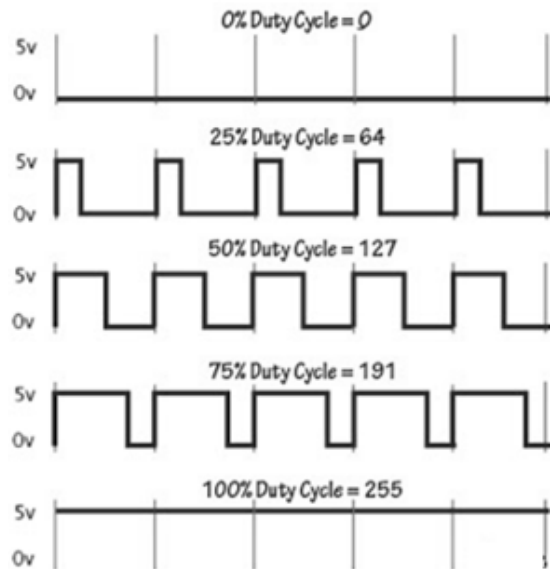 0% Duty Cycle = 0
5v
0v
25% Duty Cycle = 64
5v
0v
50% Duty Cycle = 127
5v
0v
75% Duty Cycle = 191
5v
0v
100% Duty Cycle = 255
5v
0v